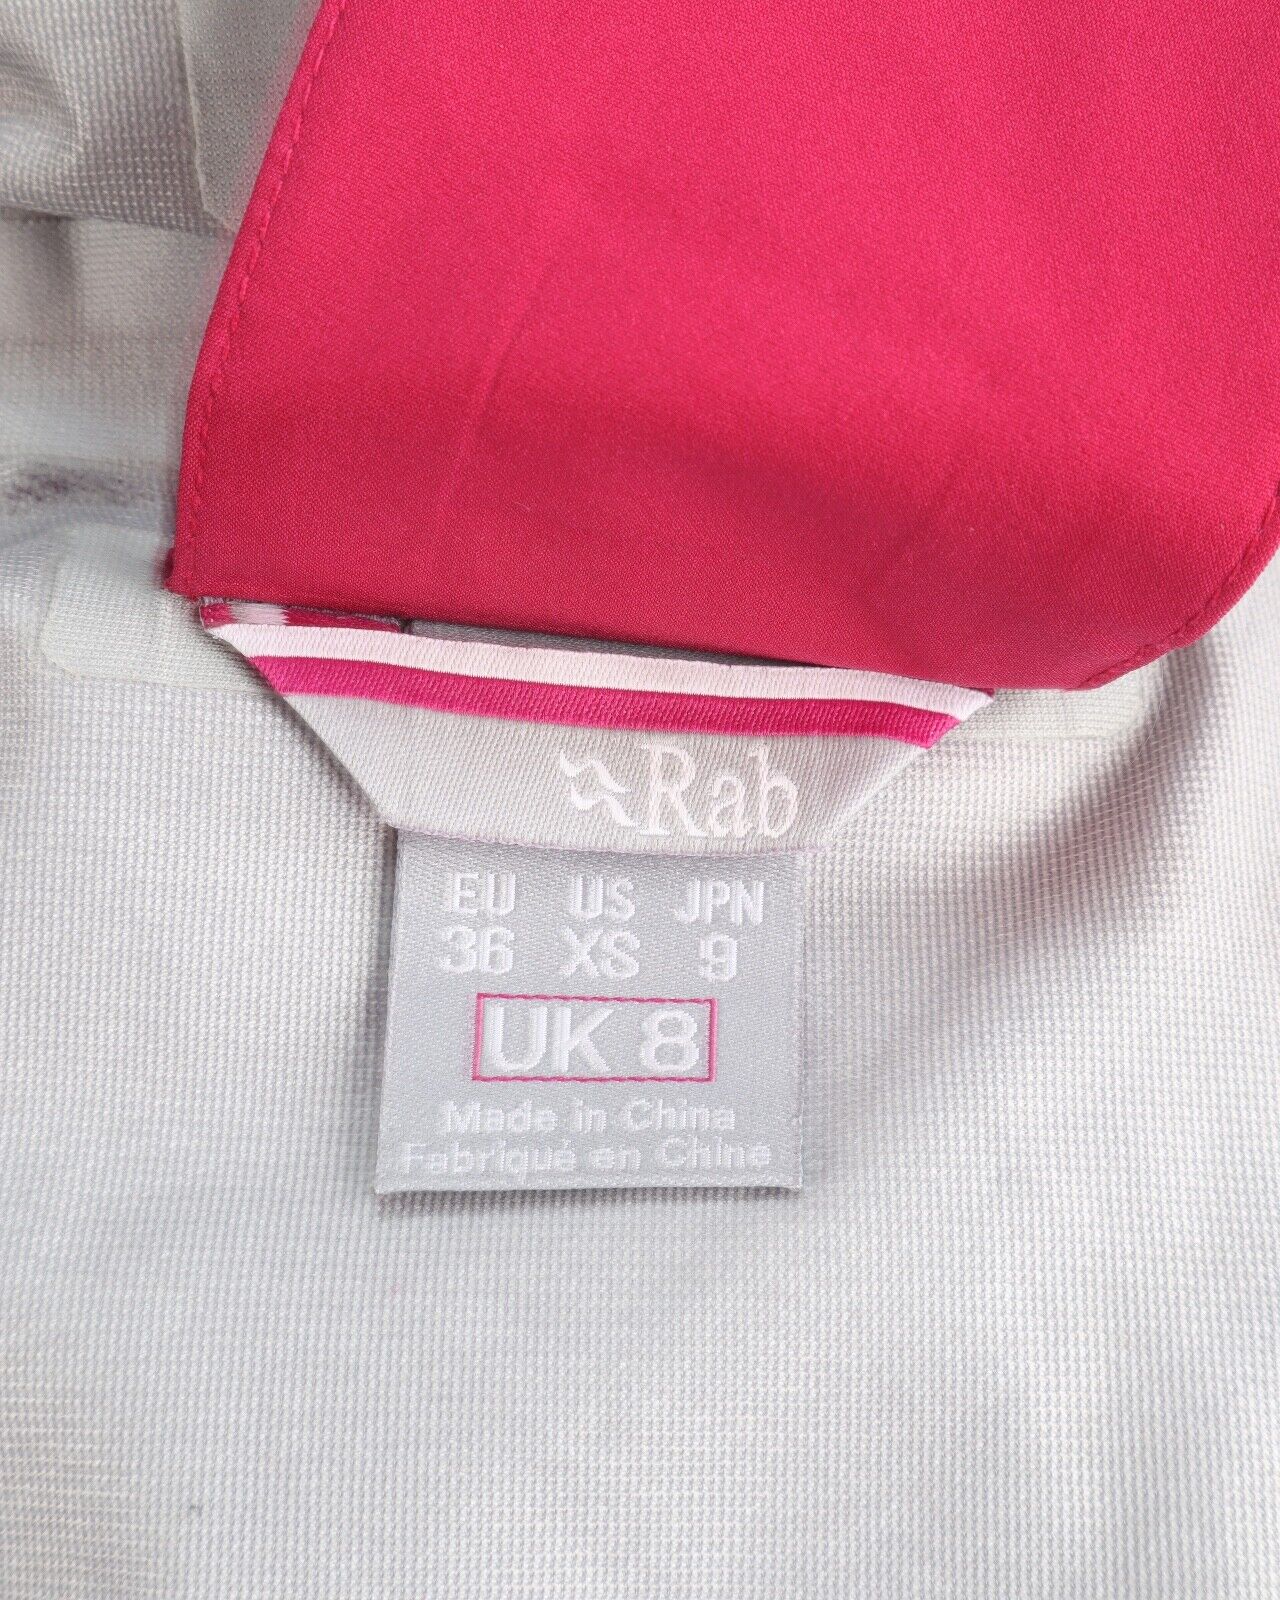 Rab
EU US JPN
36 XS 9
UK 8
Made in China
Fabriqué en Chine